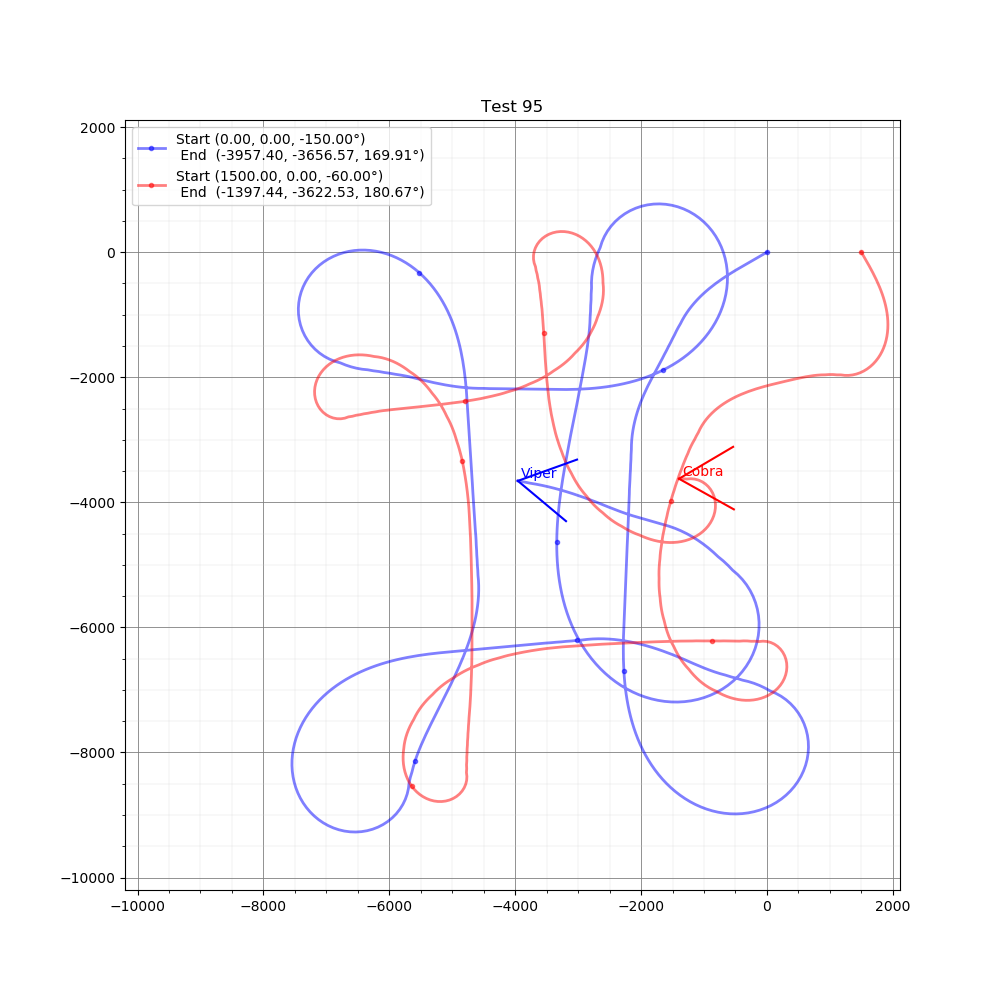 Test 95
Start (0.00, 0.00, -150.00°)
End (-3957.40, -3656.57, 169.91°)
Start (1500.00, 0.00, -60.00°)
End (-1397.44, -3622.53, 180.67°)
2000
0
−2000
−4000
−6000
−8000
−10000
Viper
Cobra
−10000 −8000 −6000 −4000 −2000 0 2000